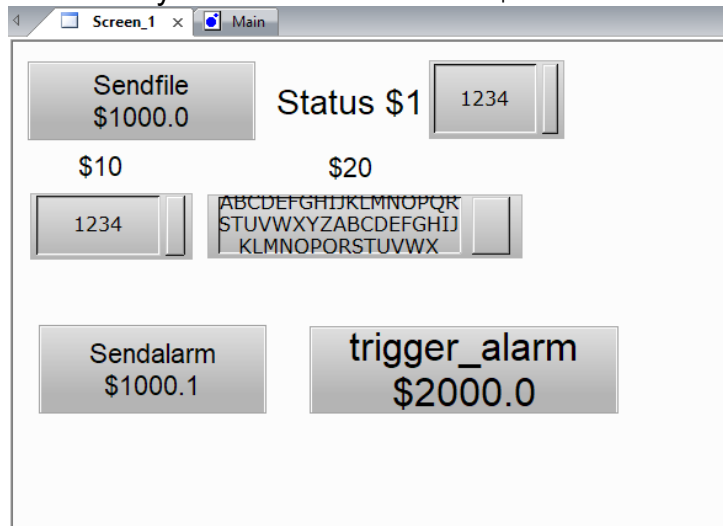 Screen_1
Main
Sendfile
$1000.0
Status $1
1234
$10
$20
1234
ABCDEFGHIJKLMNOPQR
STUVWXYZABCDEFGHIJ
KLMNOPQRSTUVWX
Sendalarm
$1000.1
trigger_alarm
$2000.0